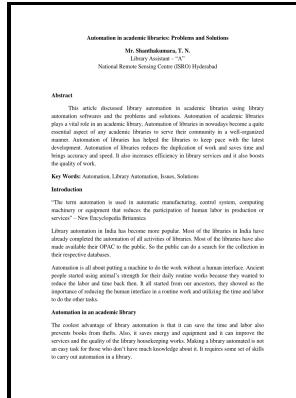 Automation in academic libraries: Problems and Solutions
Mr. Shanthakumara, T. N.
Library Assistant – "A"
National Remote Sensing Centre (ISRO) Hyderabad
Abstract
This article discussed library automation in academic libraries using library
automation softwares and the problems and solutions. Automation of academic libraries
plays a vital role in an academic library. Automation of libraries in nowadays become a quite
essential aspect of any academic libraries to serve their community in a well-organized
manner. Automation of libraries has helped the libraries to keep pace with the latest
development. Automation of libraries reduces the duplication of work and saves time and
brings accuracy and speed. It also increases efficiency in library services and it also boosts
the quality of work.
Key Words: Automation, Library Automation, Issues, Solutions
Introduction
"The term automation is used in automatic manufacturing, control system, computing
machinery or equipment that reduces the participation of human labor in production or
services" – New Encyclopedia Britannica
Library automation in India has become more popular. Most of the libraries in India have
already completed the automation of all activities of libraries. Most of the libraries have also
made available their OPAC to the public. So the public can do a search for the collection in
their respective databases.
Automation is all about putting a machine to do the work without a human interface. Ancient
people started using animal's strength for their daily routine works because they wanted to
reduce the labor and time back then. It all started from our ancestors, they showed us the
importance of reducing the human interface in a routine work and utilizing the time and labor
to do the other tasks.
Automation in an academic library
The coolest advantage of library automation is that it can save the time and labor also
prevents books from thefts. Also, it saves energy and equipment and it can improve the
services and the quality of the library housekeeping works. Making a library automated is not
an easy task for those who don't have much knowledge about it. It requires some set of skills
to carry out automation in a library.